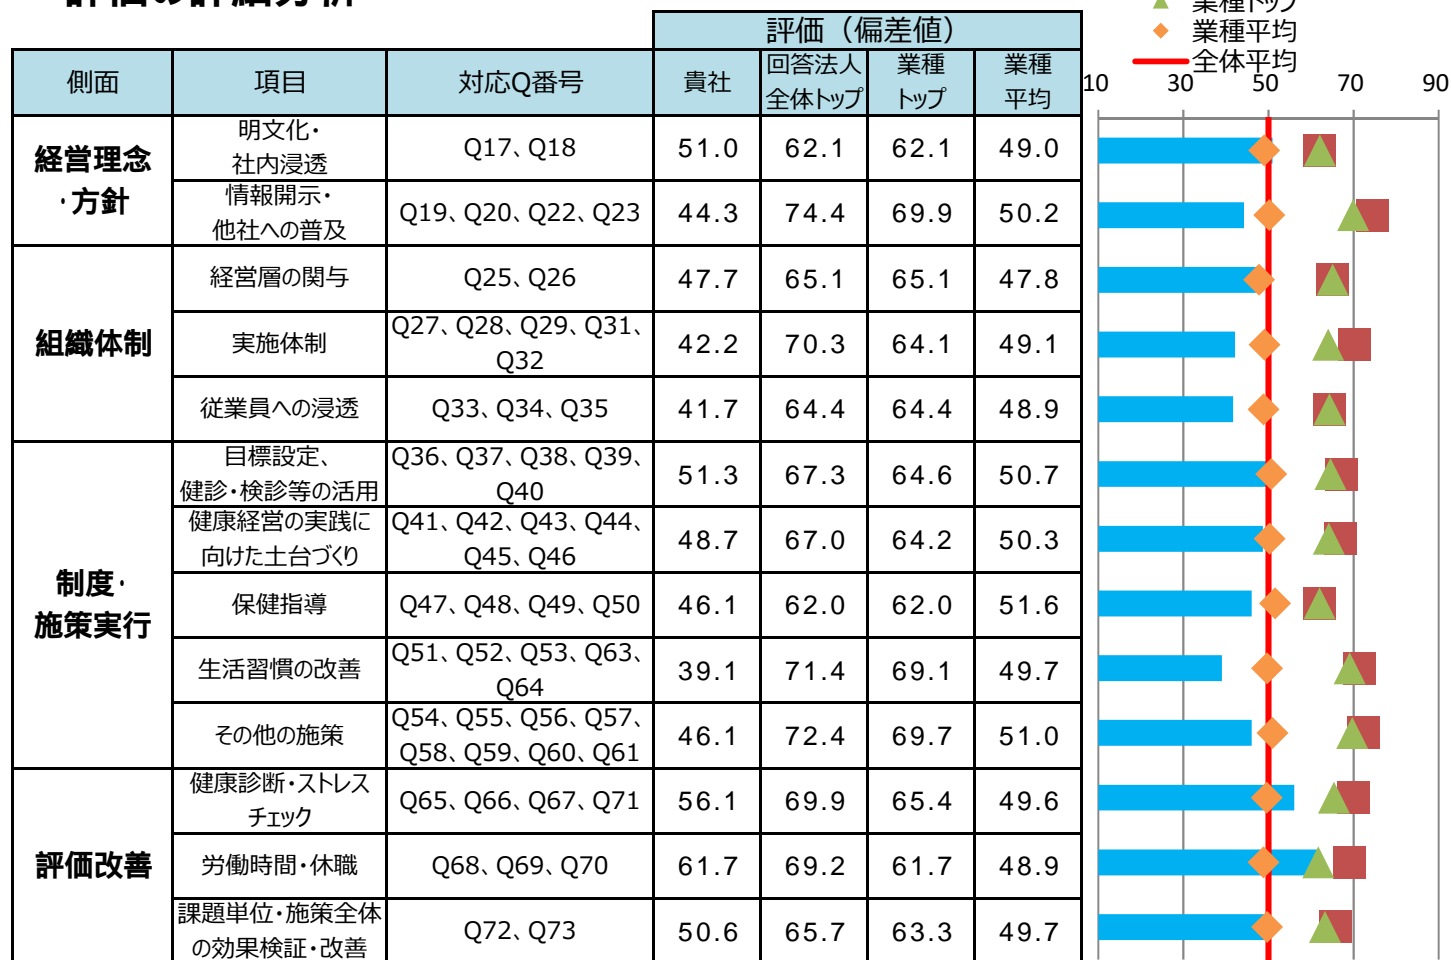 評価の詳細分析
業種トップ
業種平均
全体平均
評価（偏差値）
側面 項目 対応Q番号 貴社 回答法人 業種 業種
全体トップ トップ 平均
10 30 50 70 90
経営理念
・方針
明文化・
社内浸透
Q17、Q18 51.0 62.1 62.1 49.0
情報開示・
他社への普及
Q19、Q20、Q22、Q23 44.3 74.4 69.9 50.2
組織体制
経営層の関与 Q25、Q26 47.7 65.1 65.1 47.8
実施体制
Q27、Q28、Q29、Q31、
Q32
42.2 70.3 64.1 49.1
従業員への浸透 Q33、Q34、Q35 41.7 64.4 64.4 48.9
制度・
施策実行
目標設定、
健診・検診等の活用
Q36、Q37、Q38、Q39、
Q40
51.3 67.3 64.6 50.7
健康経営の実践に
向けた土台づくり
Q41、Q42、Q43、Q44、
Q45、Q46
48.7 67.0 64.2 50.3
保健指導 Q47、Q48、Q49、Q50 46.1 62.0 62.0 51.6
生活習慣の改善
Q51、Q52、Q53、Q63、
Q64
39.1 71.4 69.1 49.7
その他の施策
Q54、Q55、Q56、Q57、
Q58、Q59、Q60、Q61
46.1 72.4 69.7 51.0
評価改善
健康診断・ストレス
チェック
Q65、Q66、Q67、Q71 56.1 69.9 65.4 49.6
労働時間・休職 Q68、Q69、Q70 61.7 69.2 61.7 48.9
課題単位・施策全体
の効果検証・改善
Q72、Q73 50.6 65.7 63.3 49.7